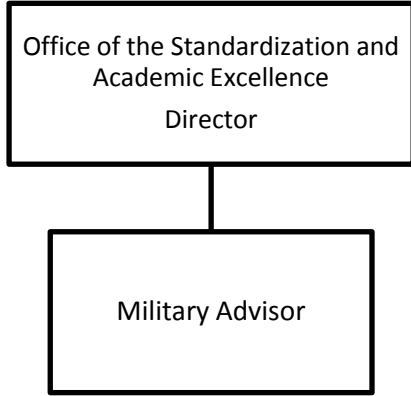 Office of the Standardization and
Academic Excellence
Director
Military Advisor